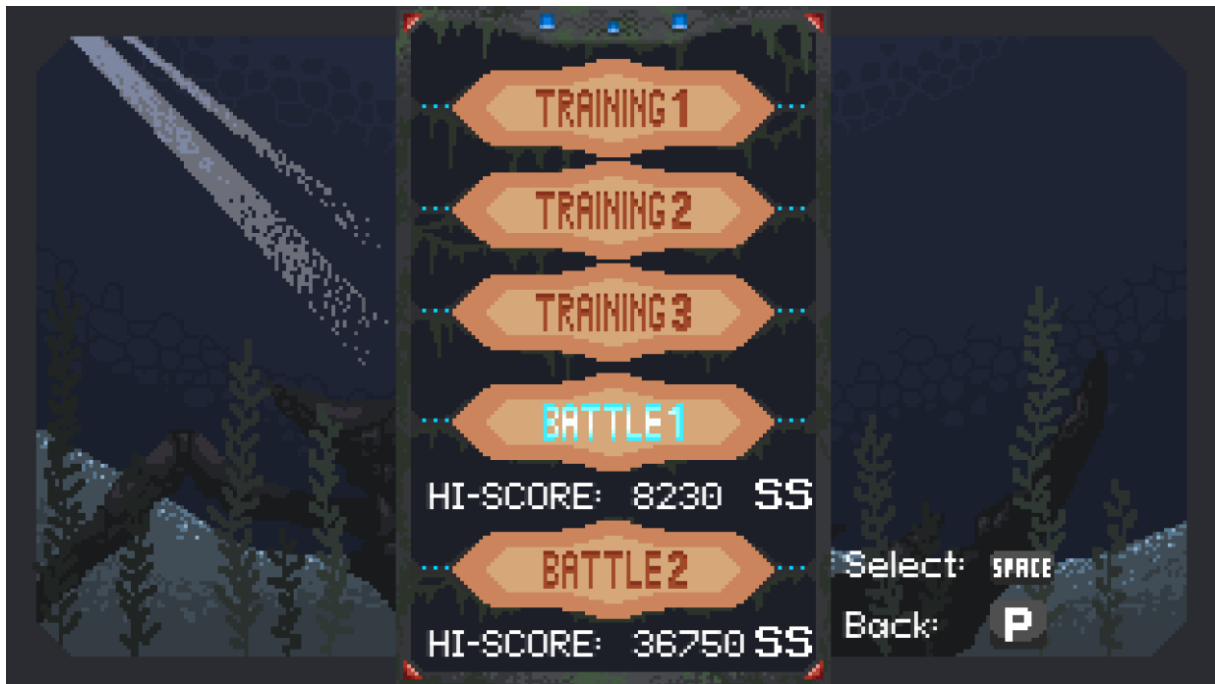 TRAINING 1
TRAINING 2
TRAINING 3
BATTLE 1
HI-SCORE: 8230 SS
BATTLE 2
HI-SCORE: 36750 SS
Select: SPACE
Back: P